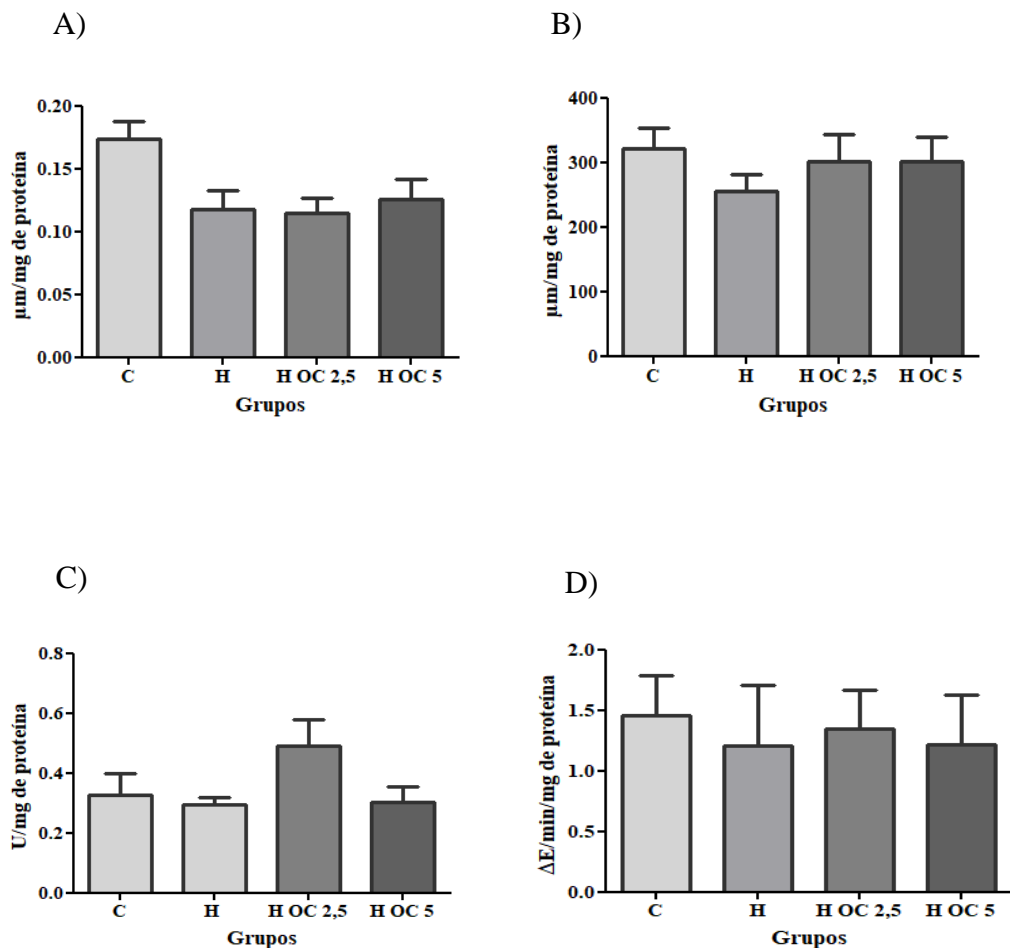 A)
µm/mg de proteína
0.20
0.15
0.10
0.05
0.00
C H H OC 2,5 H OC 5
Grupos
B)
µm/mg de proteína
400
300
200
100
0
C H H OC 2,5 H OC 5
Grupos
C)
U/mg de proteína
0.8
0.6
0.4
0.2
0.0
C H H OC 2,5 H OC 5
Grupos
D)
ΔE/min/mg de proteína
2.0
1.5
1.0
0.5
0.0
C H H OC 2,5 H OC 5
Grupos